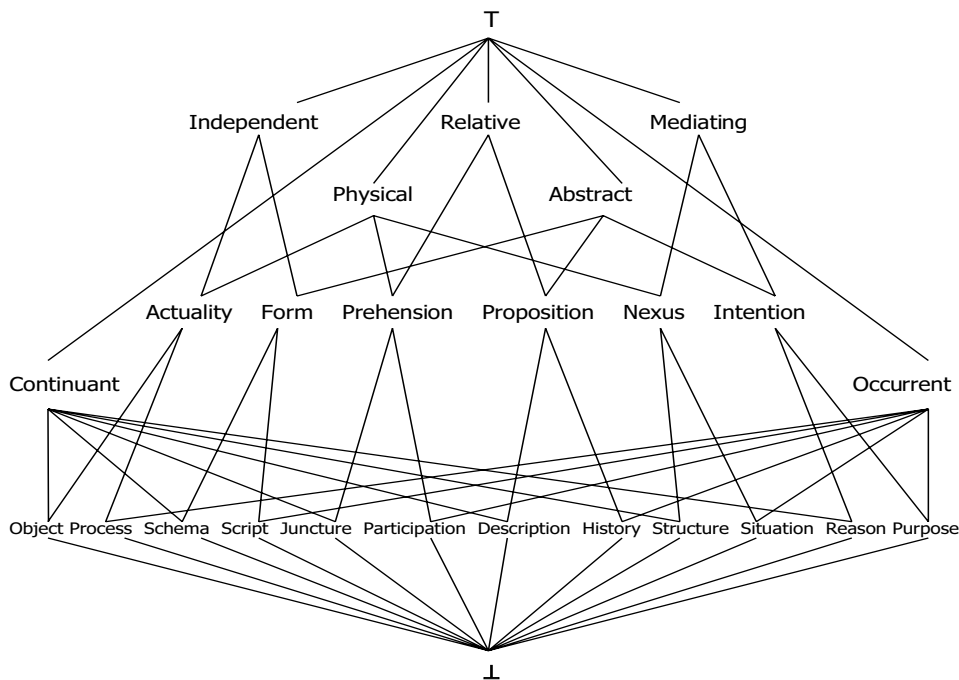 T
Independent Relative Mediating
Physical Abstract
Actuality Form Prehension Proposition Nexus Intention
Continuant Occurrent
Object Process Schema Script Juncture Participation Description History Structure Situation Reason Purpose
⊥